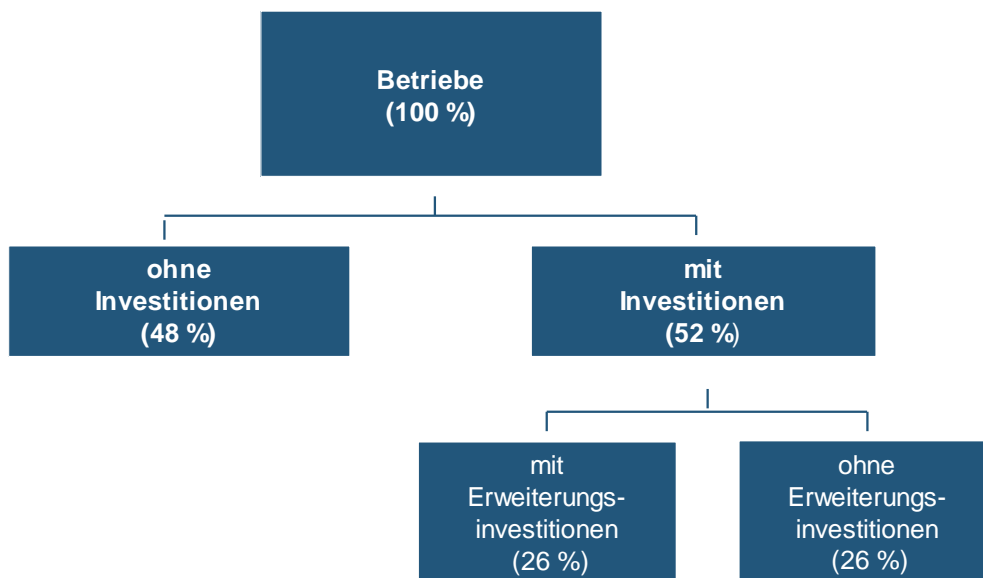 Betriebe
(100 %)
ohne
Investitionen
(48 %)
mit
Investitionen
(52 %)
mit
Erweiterungs-
investitionen
(26 %)
ohne
Erweiterungs-
investitionen
(26 %)